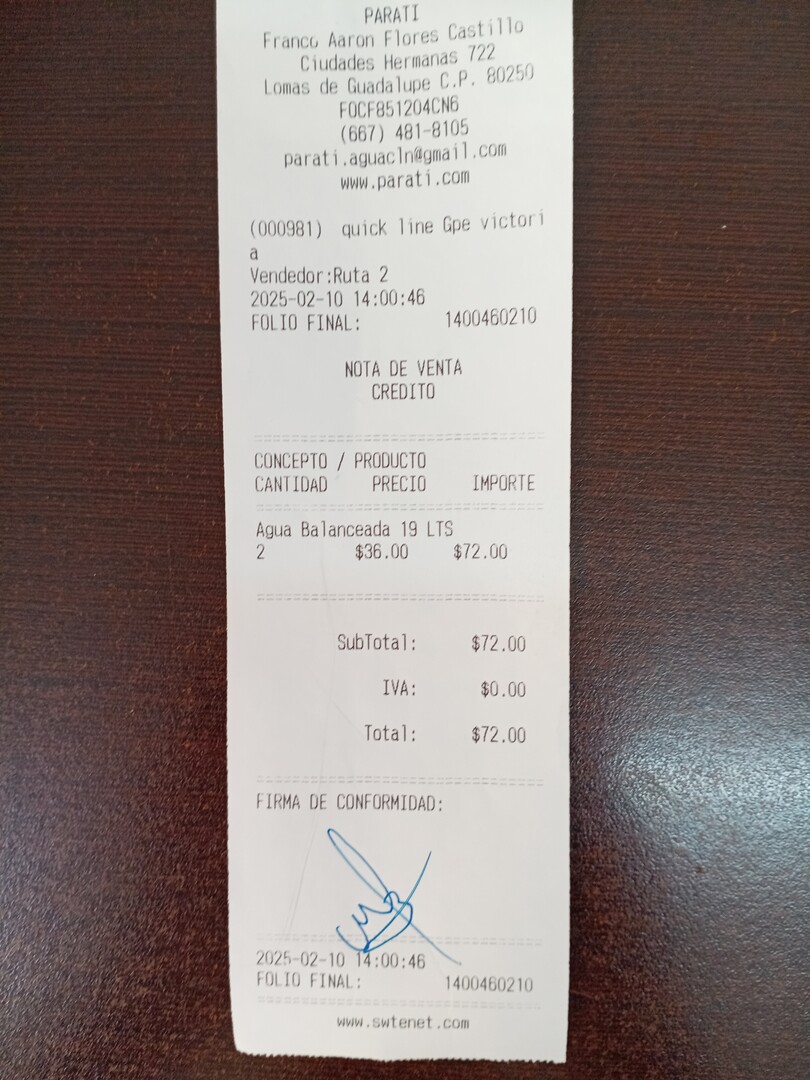 PARATI
Franco Aaron Flores Castillo
Ciudades Hermanas 722
Lomas de Guadalupe C.P. 80250
FOCF851204CN6
(667) 481-8105
parati.aguacln@gmail.com
www.parati.com
(000981) quick line Gpe victori
a
Vendedor:Ruta 2
2025-02-10 14:00:46
FOLIO FINAL: 1400460210
NOTA DE VENTA
CREDITO
CONCEPTO / PRODUCTO
CANTIDAD PRECIO IMPORTE
Agua Balanceada 19 LTS
2 $36.00 $72.00
SubTotal: $72.00
IVA: $0.00
Total: $72.00
FIRMA DE CONFORMIDAD:
2025-02-10 14:00:46
FOLIO FINAL: 1400460210
www.swtenet.com